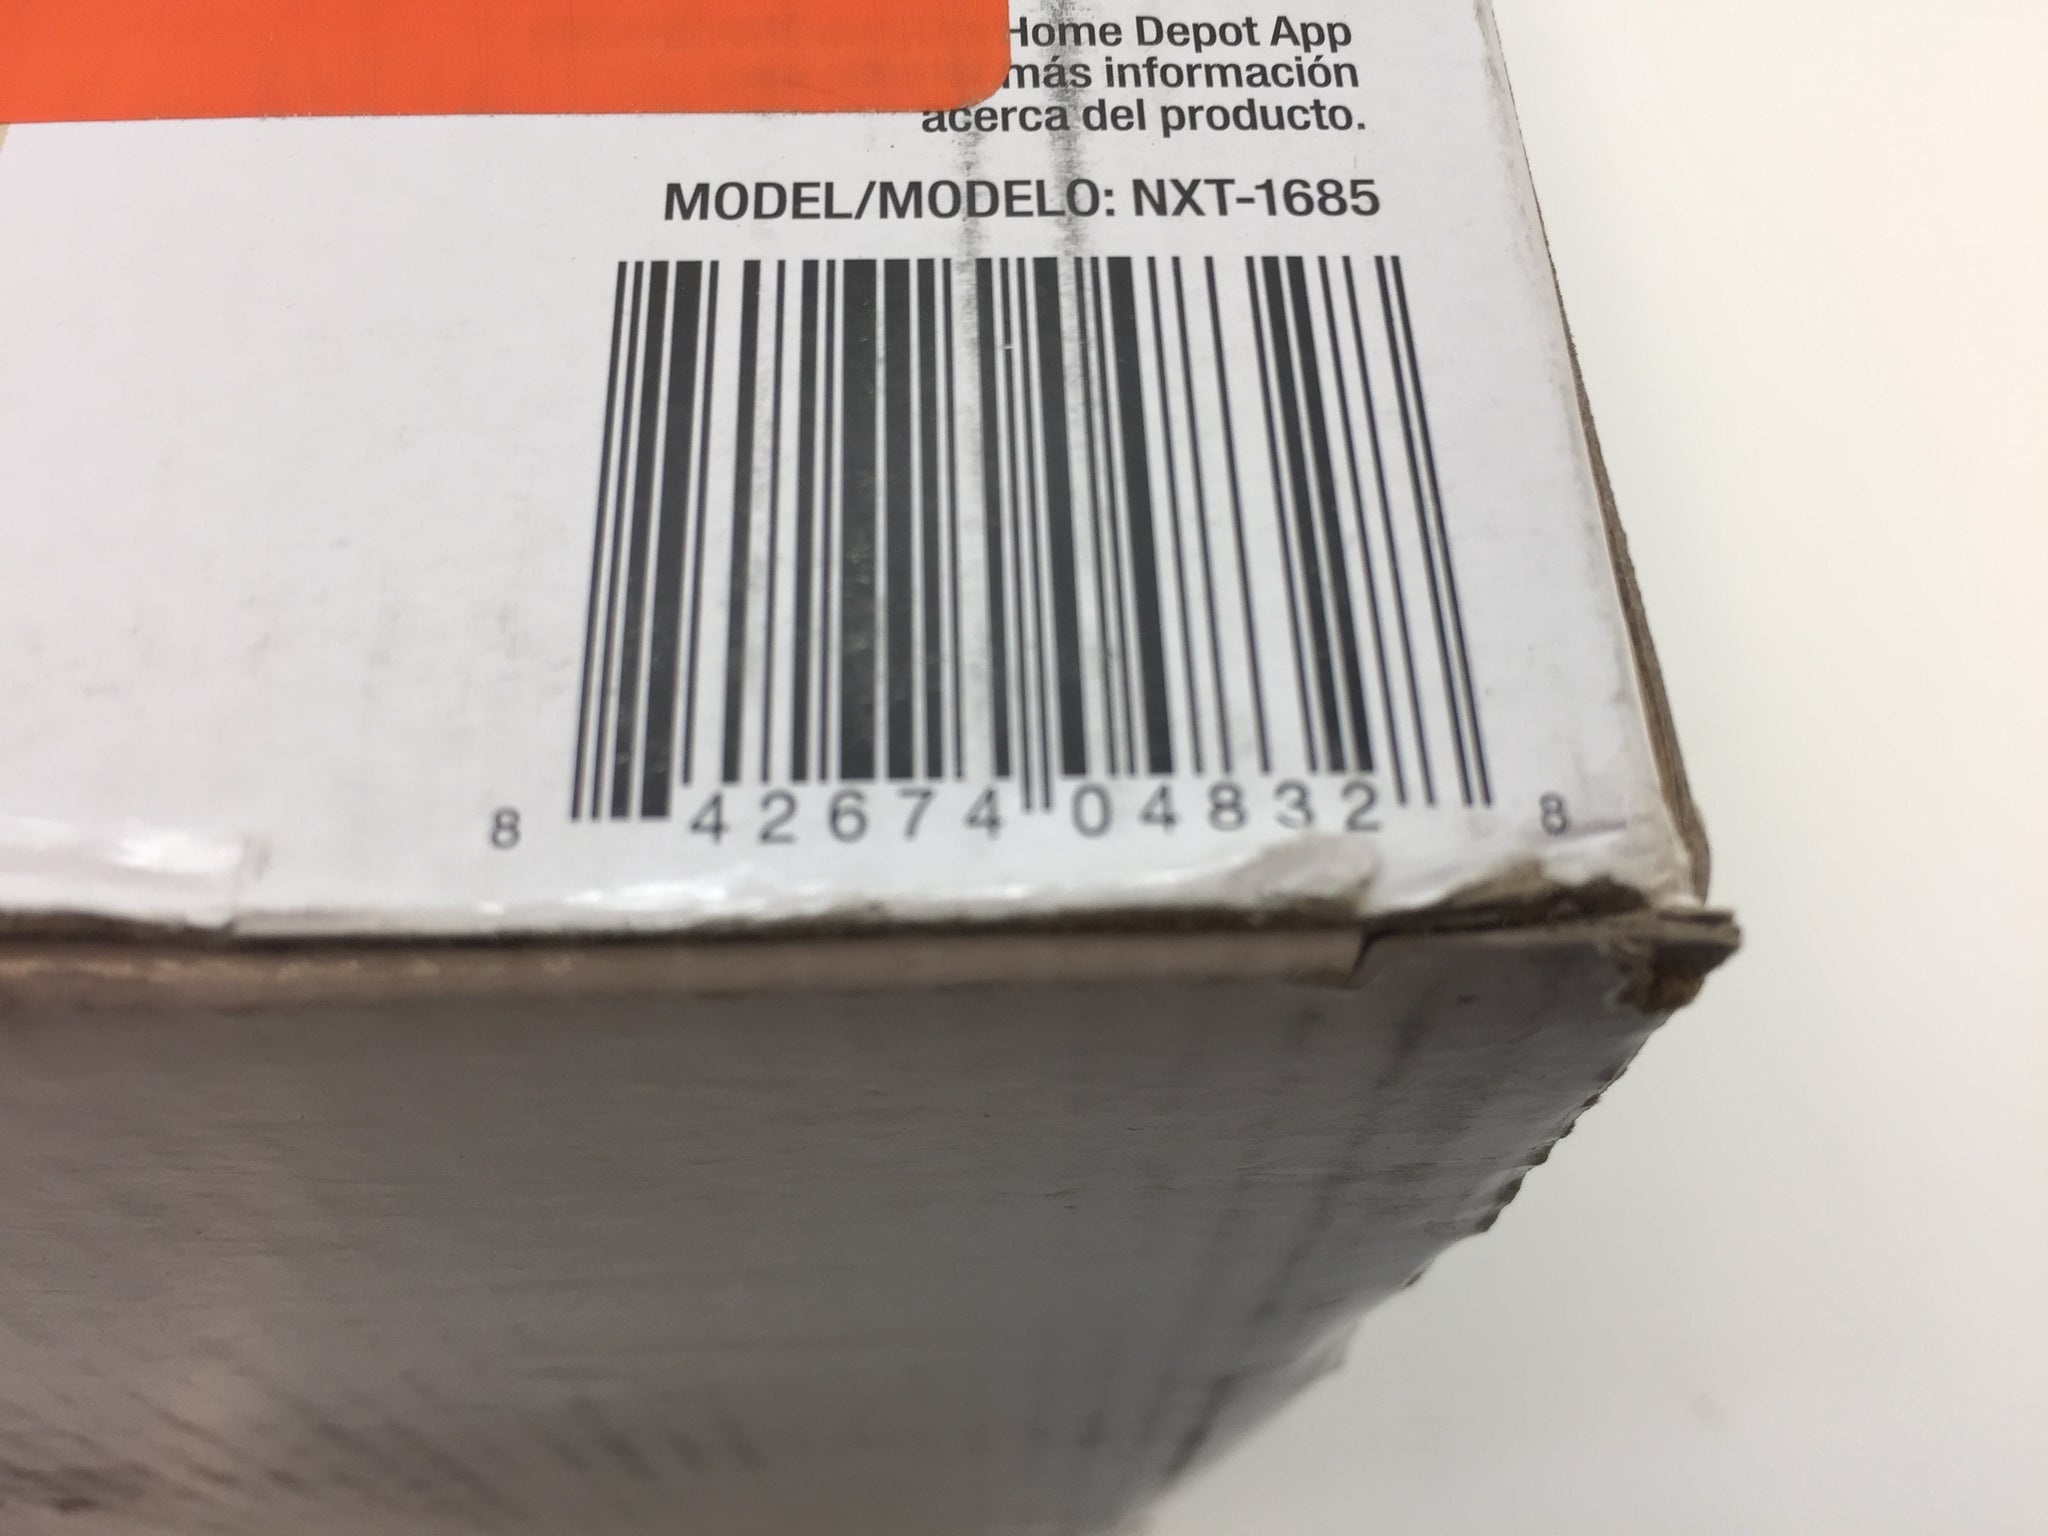 Home Depot App
más información
acerca del producto.
MODEL/MODELO: NXT-1685
8 42674 04832 8